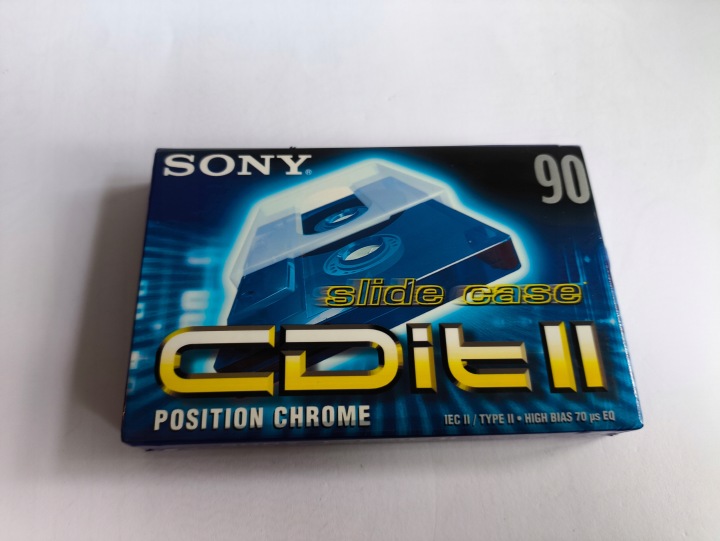 SONY®
90
slide case
CDit II
POSITION CHROME
IEC II / TYPE II • HIGH BIAS 70 µs EQ